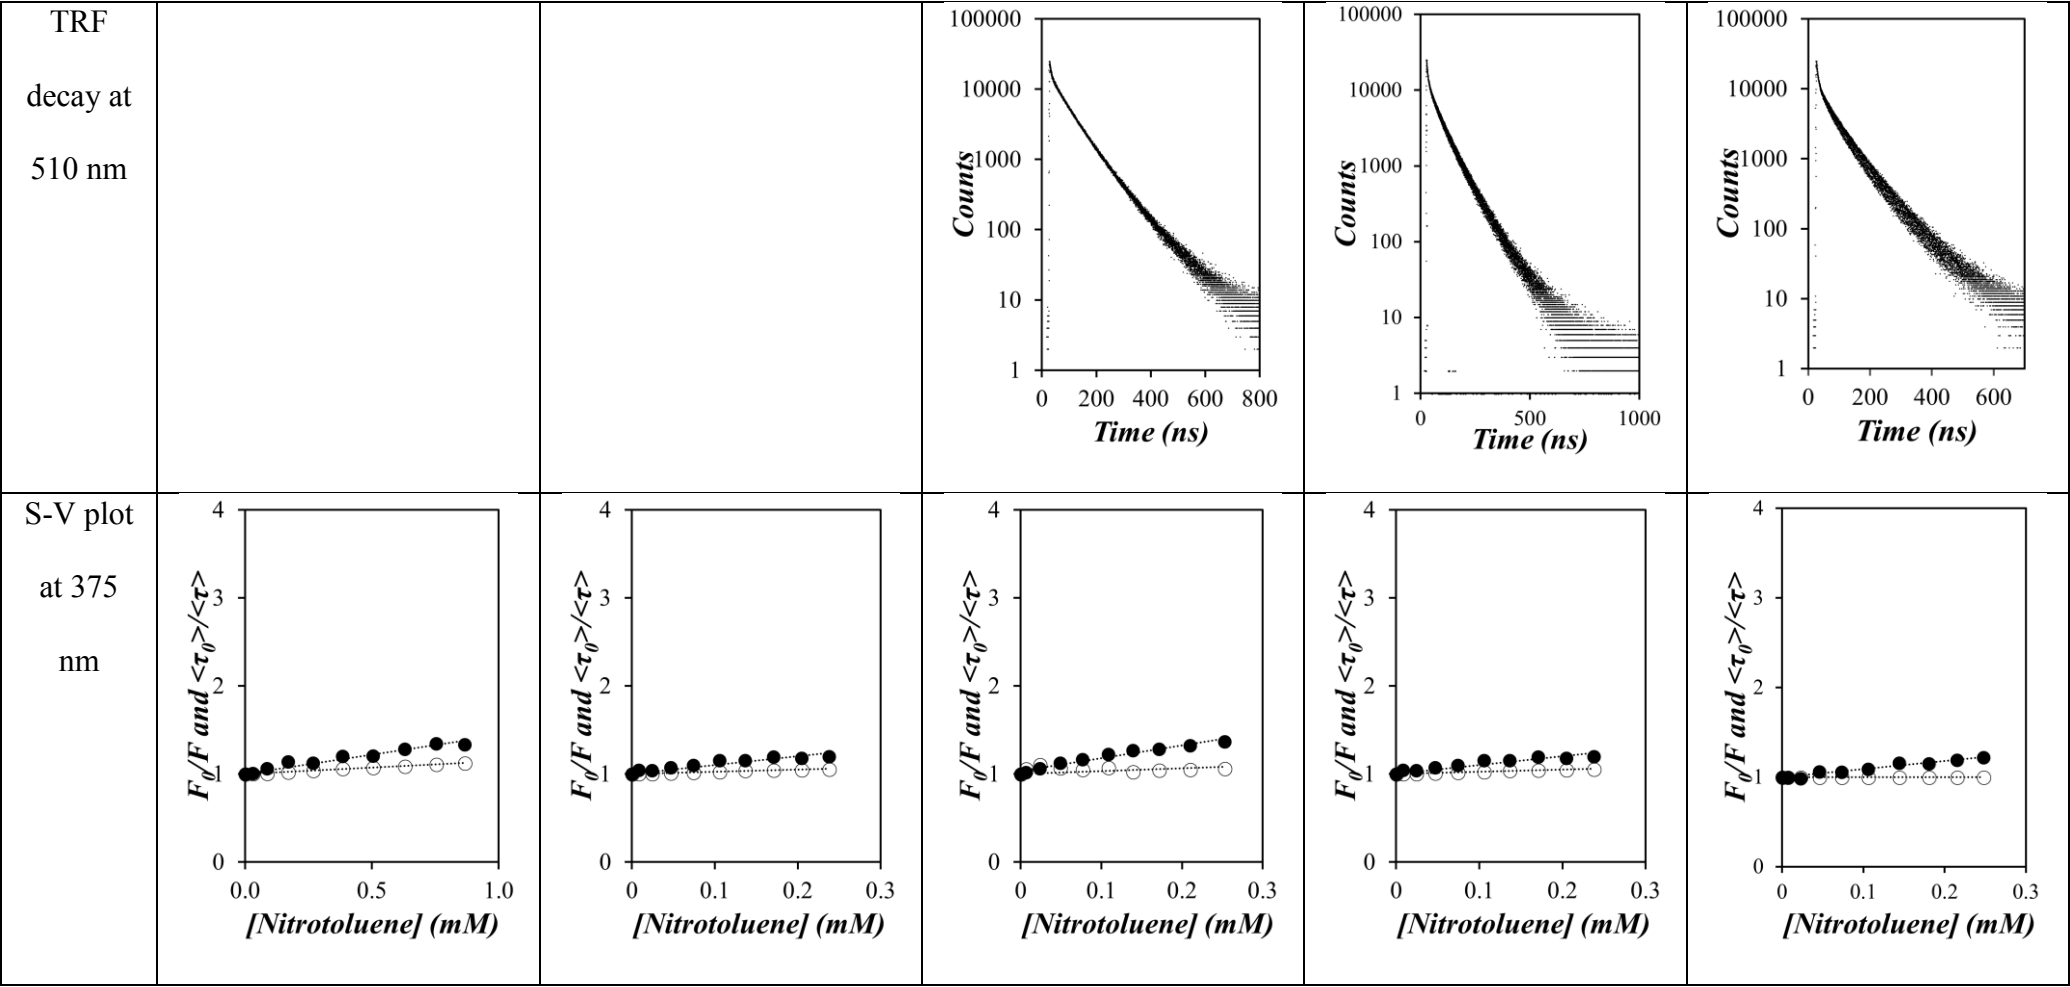 TRF
decay at
510 nm
100000
10000
1000
100
10
1
Counts
0 200 400 600 800
Time (ns)
100000
10000
1000
100
10
1
Counts
0 500 1000
Time (ns)
100000
10000
1000
100
10
1
Counts
0 200 400 600
Time (ns)
S-V plot
at 375
nm
4
3
2
1
0
F0/F and <τ0>/<τ>
0.0 0.5 1.0
[Nitrotoluene] (mM)
4
3
2
1
0
F0/F and <τ0>/<τ>
0 0.1 0.2 0.3
[Nitrotoluene] (mM)
4
3
2
1
0
F0/F and <τ0>/<τ>
0 0.1 0.2 0.3
[Nitrotoluene] (mM)
4
3
2
1
0
F0/F and <τ0>/<τ>
0 0.1 0.2 0.3
[Nitrotoluene] (mM)
4
3
2
1
0
F0/F and <τ0>/<τ>
0 0.1 0.2 0.3
[Nitrotoluene] (mM)